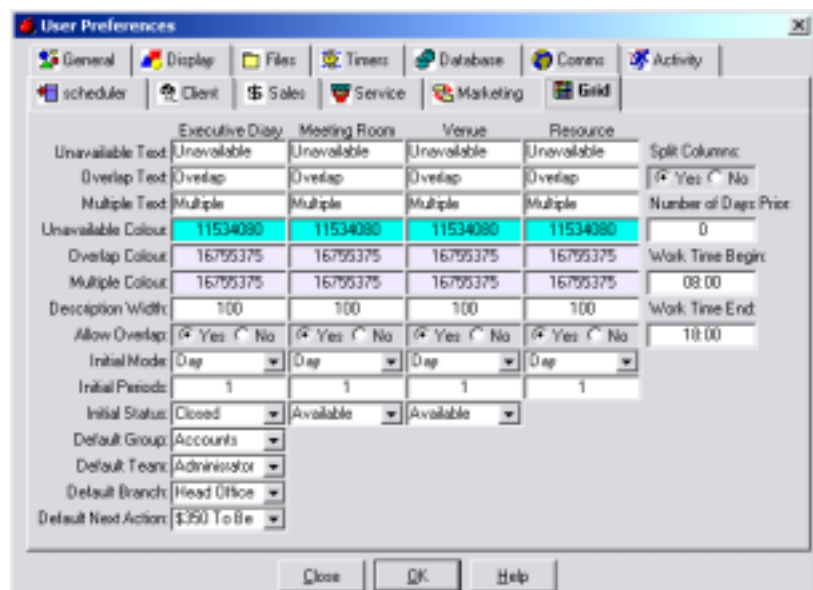 User Preferences
General Display Files Timers Database Comms Activity
scheduler Client $ Sales Service Marketing Grid
Executive Diary Meeting Room Venue Resource
Unavailable Text: Unavailable Unavailable Unavailable Unavailable Split Columns:
Overlap Text: Overlap Overlap Overlap Overlap Yes No
Multiple Text: Multiple Multiple Multiple Multiple Number of Days Prior:
Unavailable Colour: 11534080 11534080 11534080 11534080 0
Overlap Colour: 16755375 16755375 16755375 16755375 Work Time Begin:
Multiple Colour: 16755375 16755375 16755375 16755375 08:00
Description Width: 100 100 100 100 Work Time End:
Allow Overlap: Yes No Yes No Yes No Yes No 18:00
Initial Mode: Day Day Day Day
Initial Periods: 1 1 1 1
Initial Status: Closed Available Available
Default Group: Accounts
Default Team: Administrator
Default Branch: Head Office
Default Next Action: $350 To Be
Close OK Help